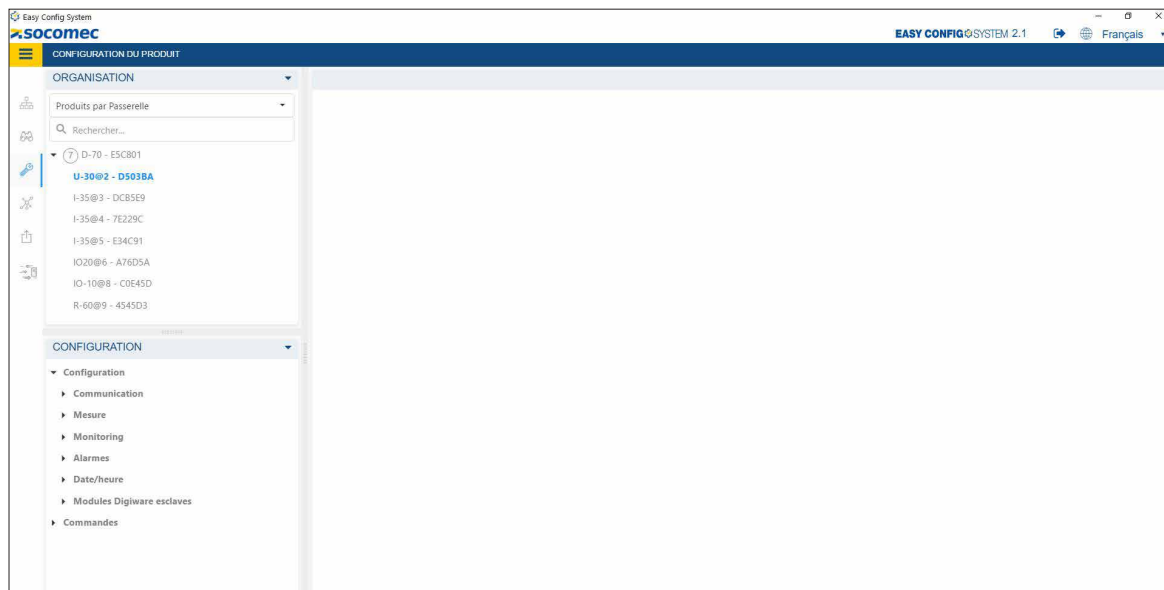 Easy Config System
socomec
EASY CONFIG SYSTEM 2.1
Français
CONFIGURATION DU PRODUIT
ORGANISATION
Produits par Passerelle
Rechercher...
7 D-70 - E5C801
U-30@2 - D503BA
I-35@3 - DCB5E9
I-35@4 - 7E229C
I-35@5 - E34C91
IO20@6 - A76D5A
IO-10@8 - C0E45D
R-60@9 - 4545D3
CONFIGURATION
Configuration
Communication
Mesure
Monitoring
Alarmes
Date/heure
Modules Digiware esclaves
Commandes